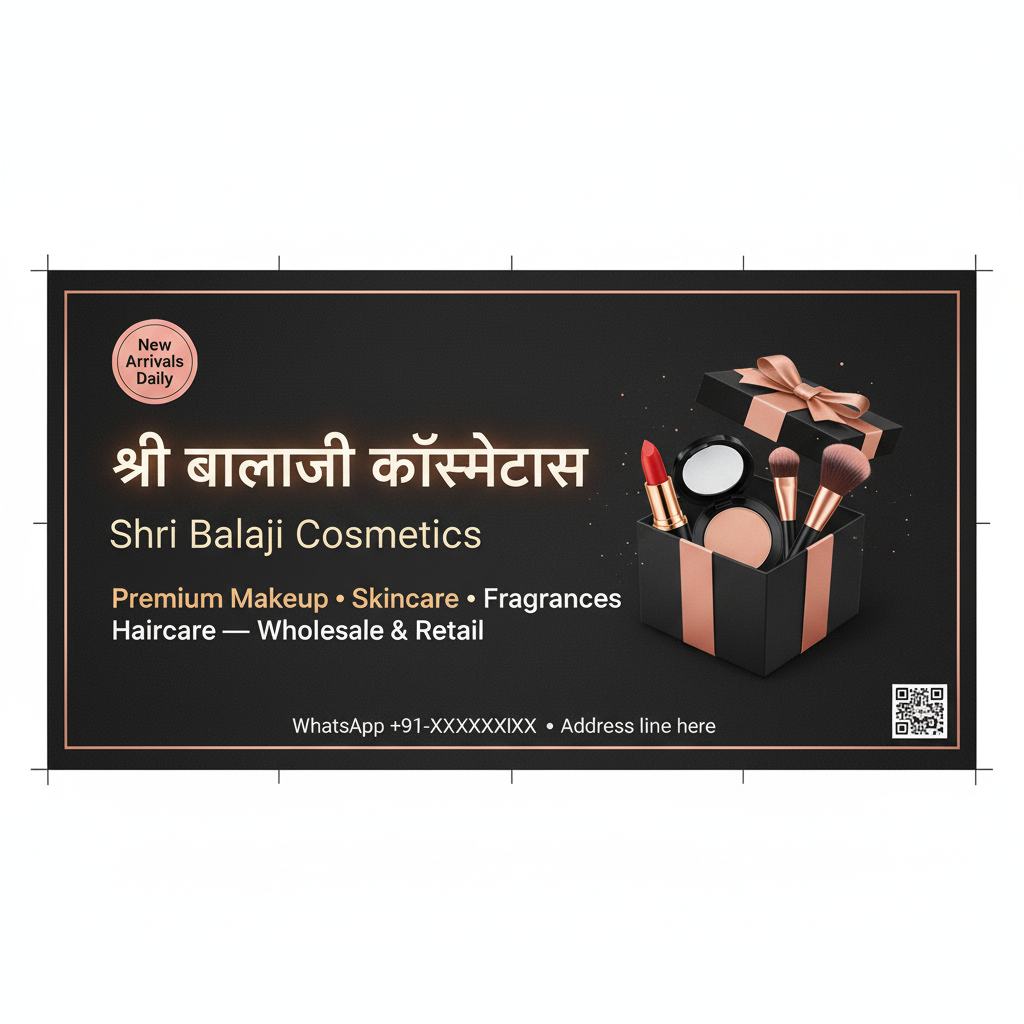 New
Arrivals
Daily
श्री बालाजी कॉस्मेटास
Shri Balaji Cosmetics
Premium Makeup • Skincare • Fragrances
Haircare — Wholesale & Retail
WhatsApp +91-XXXXXXIXX • Address line here